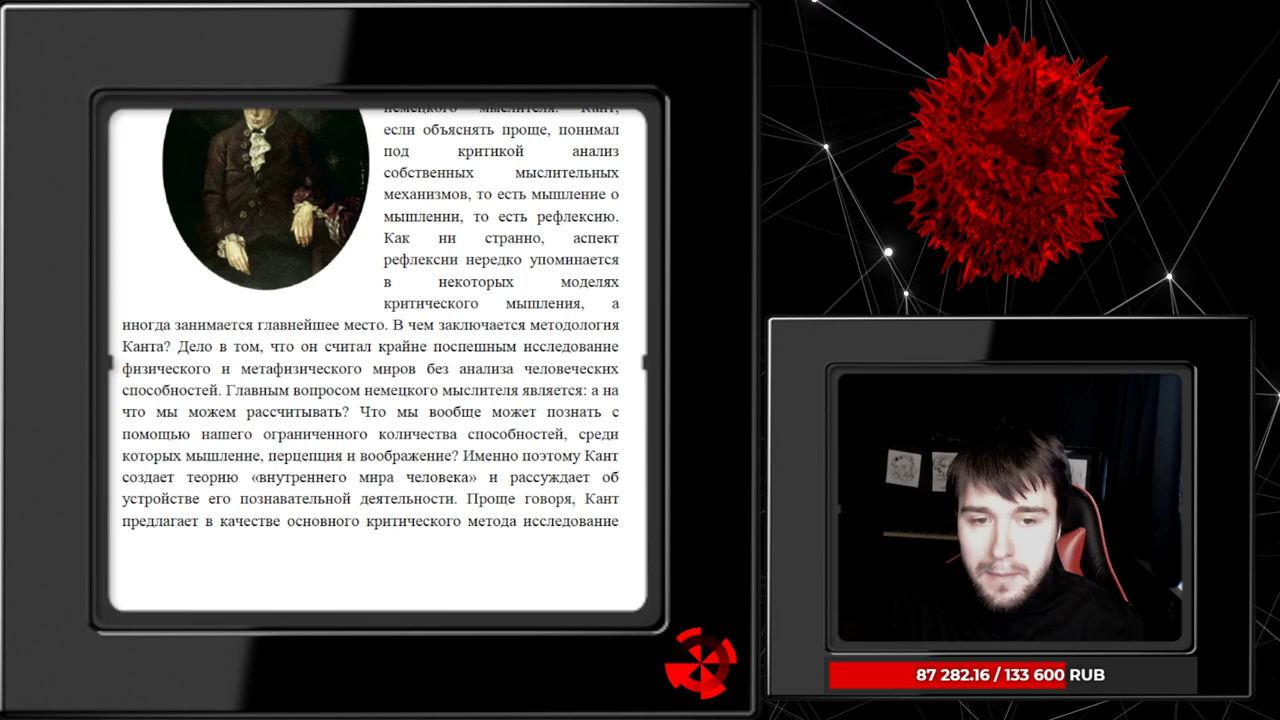 немецкого мыслителя. Кант,
если объяснять проще, понимал
под критикой анализ
собственных мыслительных
механизмов, то есть мышление о
мышлении, то есть рефлексию.
Как ни странно, аспект
рефлексии нередко упоминается
в некоторых моделях
критического мышления, а
иногда занимается главнейшее место. В чем заключается методология
Канта? Дело в том, что он считал крайне поспешным исследование
физического и метафизического миров без анализа человеческих
способностей. Главным вопросом немецкого мыслителя является: а на
что мы можем рассчитывать? Что мы вообще может познать с
помощью нашего ограниченного количества способностей, среди
которых мышление, перцепция и воображение? Именно поэтому Кант
создает теорию «внутреннего мира человека» и рассуждает об
устройстве его познавательной деятельности. Проще говоря, Кант
предлагает в качестве основного критического метода исследование
87 282.16 / 133 600 RUB